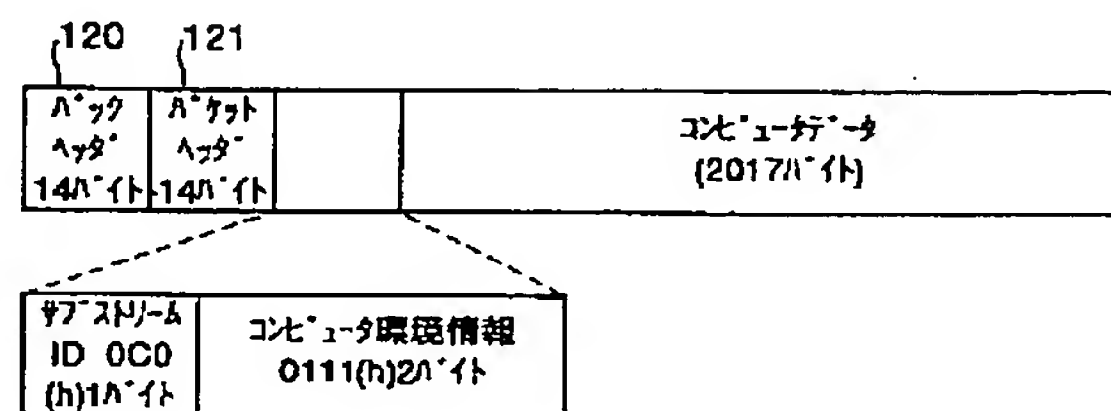 120 121
パック
ヘッダ
14バイト
パケット
ヘッダ
14バイト
コンピュータデータ
(2017バイト)
サブストリーム
ID 0C0
(h)1バイト
コンピュータ環境情報
0111(h)2バイト